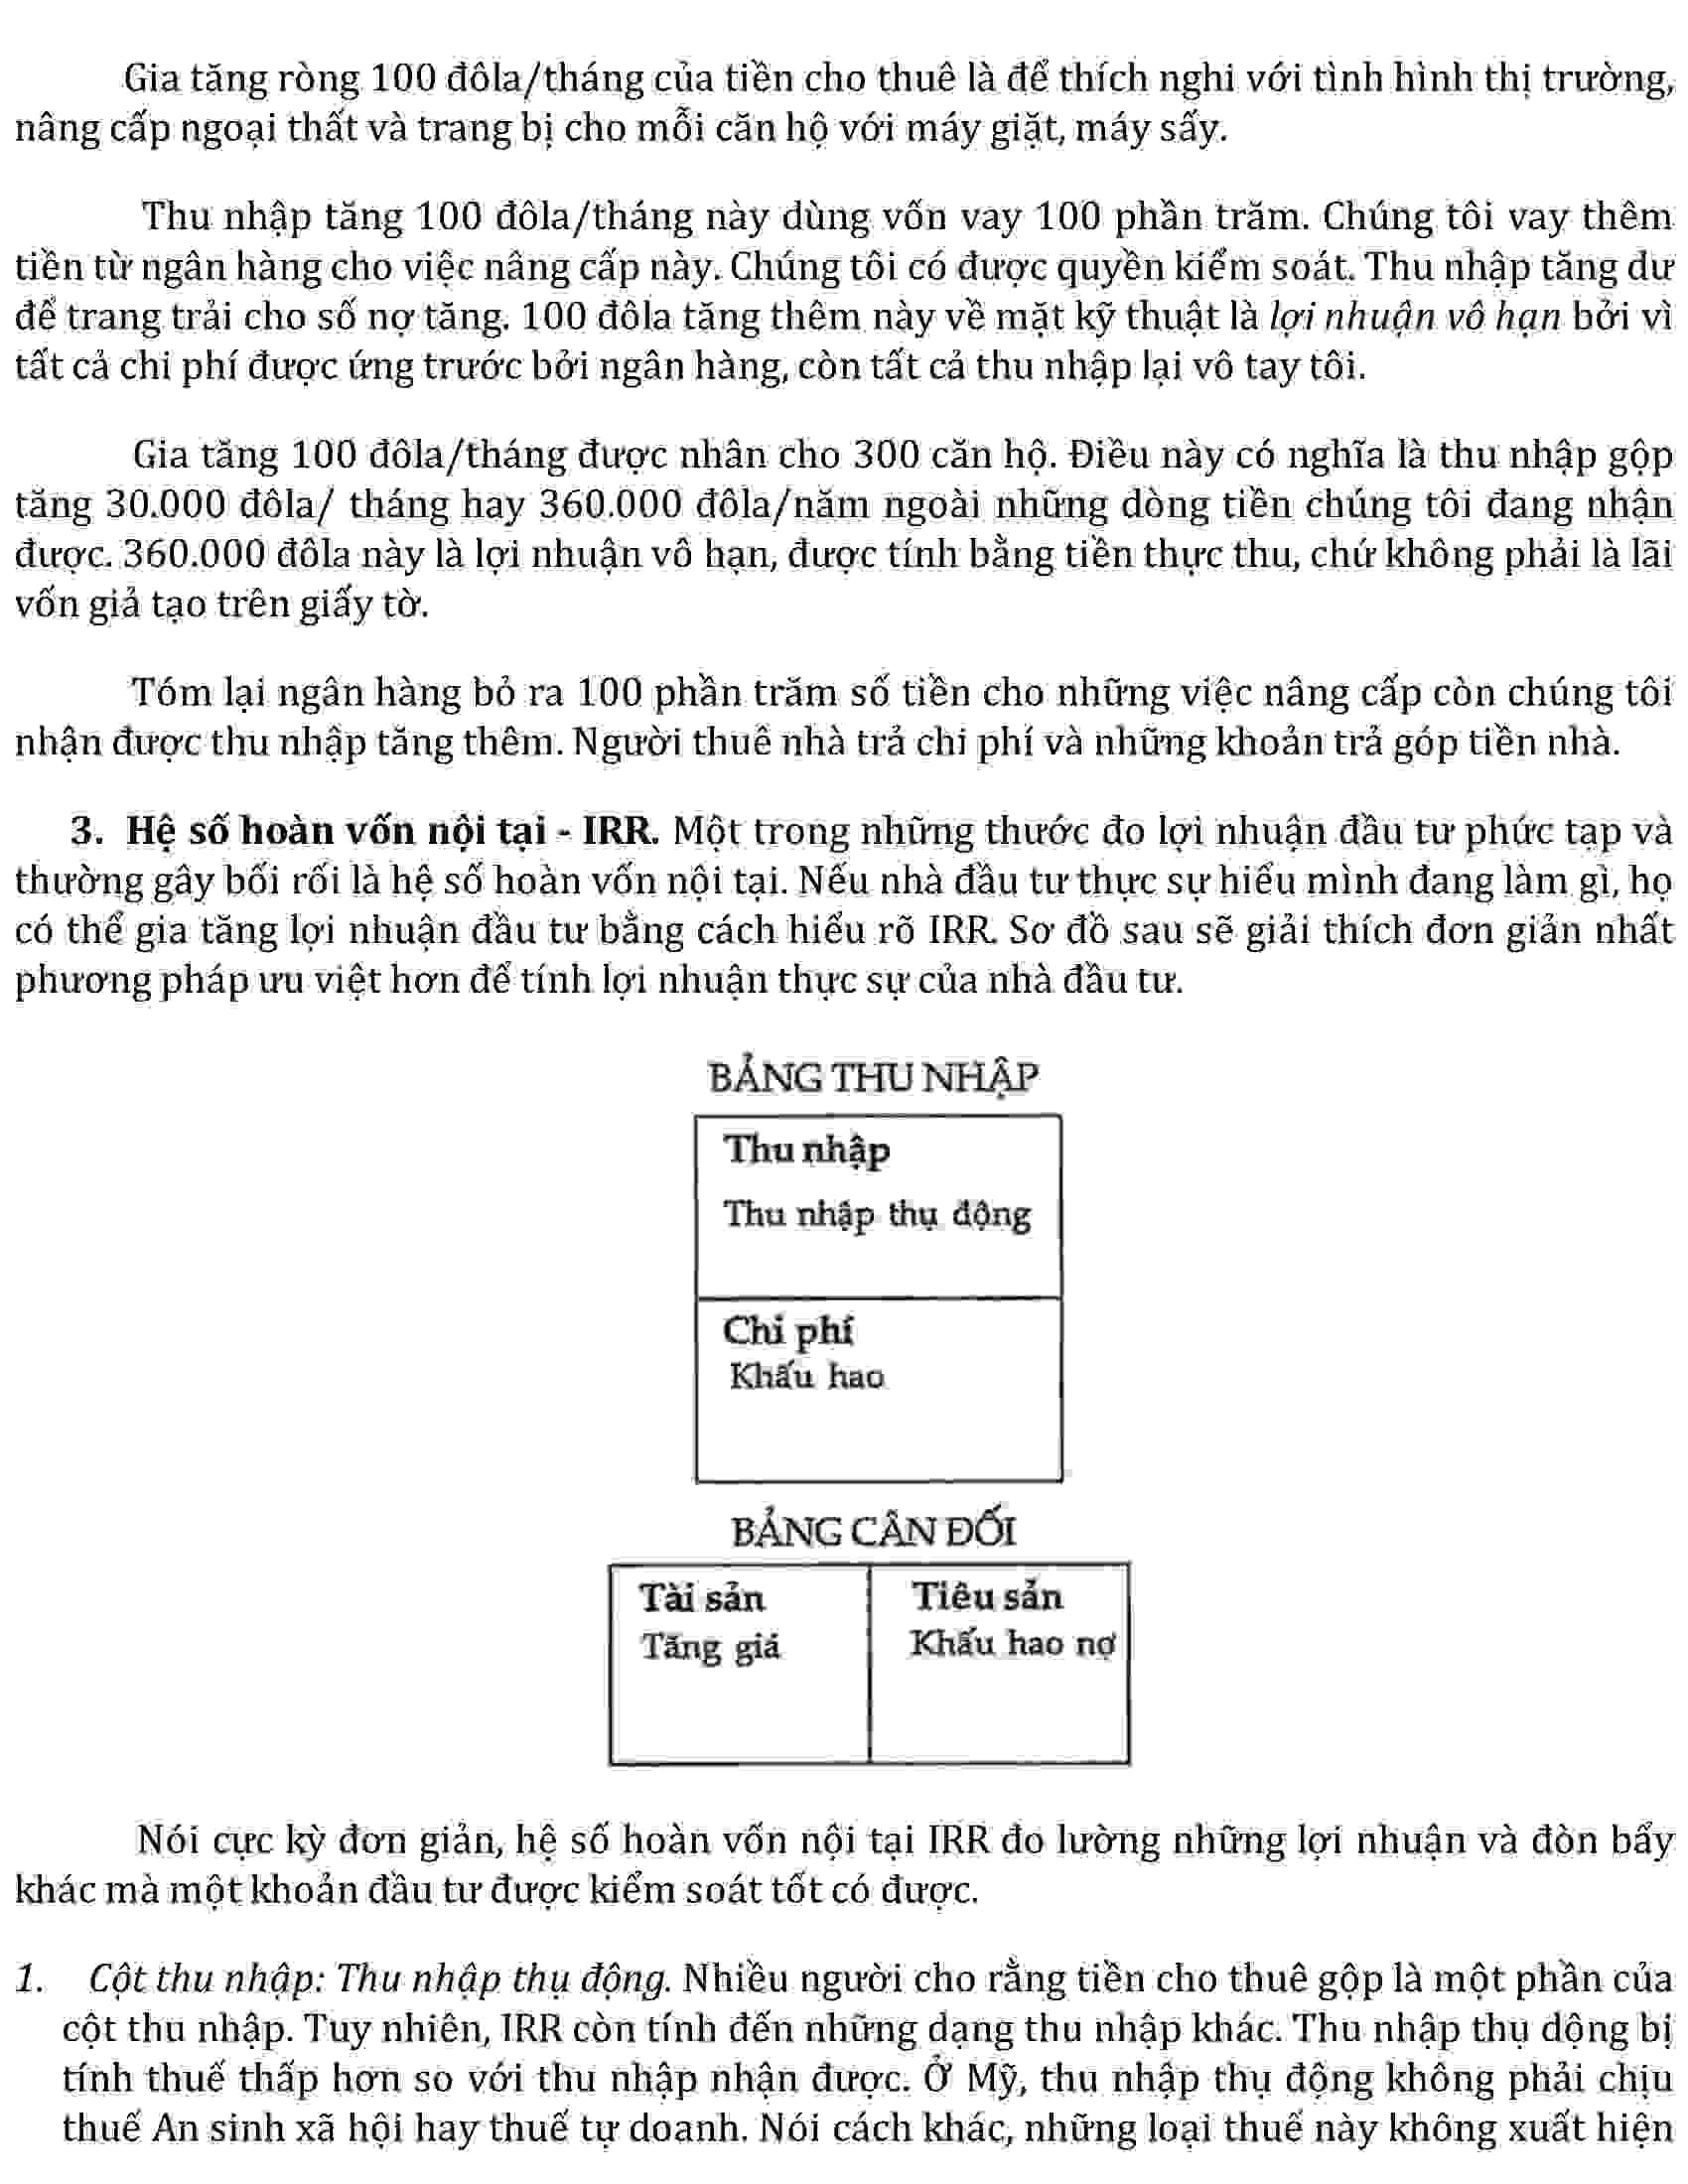 Gia tăng ròng 100 đôla/tháng của tiền cho thuê là để thích nghi với tình hình thị trường,
nâng cấp ngoại thất và trang bị cho mỗi căn hộ với máy giặt, máy sấy.
Thu nhập tăng 100 đôla/tháng này dùng vốn vay 100 phần trăm. Chúng tôi vay thêm
tiền từ ngân hàng cho việc nâng cấp này. Chúng tôi có được quyền kiểm soát. Thu nhập tăng dư
để trang trải cho số nợ tăng. 100 đôla tăng thêm này về mặt kỹ thuật là lợi nhuận vô hạn bởi vì
tất cả chi phí được ứng trước bởi ngân hàng, còn tất cả thu nhập lại vô tay tôi.
Gia tăng 100 đôla/tháng được nhân cho 300 căn hộ. Điều này có nghĩa là thu nhập gộp
tăng 30.000 đôla/ tháng hay 360.000 đôla/năm ngoài những dòng tiền chúng tôi đang nhận
được. 360.000 đôla này là lợi nhuận vô hạn, được tính bằng tiền thực thu, chứ không phải là lãi
vốn giả tạo trên giấy tờ.
Tóm lại ngân hàng bỏ ra 100 phần trăm số tiền cho những việc nâng cấp còn chúng tôi
nhận được thu nhập tăng thêm. Người thuê nhà trả chi phí và những khoản trả góp tiền nhà.
3. Hệ số hoàn vốn nội tại - IRR. Một trong những thước đo lợi nhuận đầu tư phức tạp và
thường gây bối rối là hệ số hoàn vốn nội tại. Nếu nhà đầu tư thực sự hiểu mình đang làm gì, họ
có thể gia tăng lợi nhuận đầu tư bằng cách hiểu rõ IRR. Sơ đồ sau sẽ giải thích đơn giản nhất
phương pháp ưu việt hơn để tính lợi nhuận thực sự của nhà đầu tư.
BẢNG THU NHẬP
Thu nhập
Thu nhập thụ động
Chi phí
Khấu hao
BẢNG CÂN ĐỐI
Tài sản
Tăng giá
Tiêu sản
Khấu hao nợ
Nói cực kỳ đơn giản, hệ số hoàn vốn nội tại IRR đo lường những lợi nhuận và đòn bẩy
khác mà một khoản đầu tư được kiểm soát tốt có được.
1. Cột thu nhập: Thu nhập thụ động. Nhiều người cho rằng tiền cho thuê gộp là một phần của
cột thu nhập. Tuy nhiên, IRR còn tính đến những dạng thu nhập khác. Thu nhập thụ động bị
tính thuế thấp hơn so với thu nhập nhận được. Ở Mỹ, thu nhập thụ động không phải chịu
thuế An sinh xã hội hay thuế tự doanh. Nói cách khác, những loại thuế này không xuất hiện